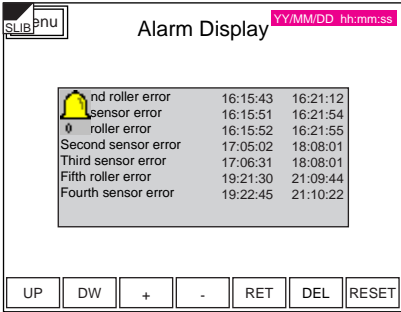 SLIB enu
Alarm Display
YY/MM/DD hh:mm:ss
nd roller error 16:15:43 16:21:12
sensor error 16:15:51 16:21:54
0 roller error 16:15:52 16:21:55
Second sensor error 17:05:02 18:08:01
Third sensor error 17:06:31 18:08:01
Fifth roller error 19:21:30 21:09:44
Fourth sensor error 19:22:45 21:10:22
UP DW + - RET DEL RESET